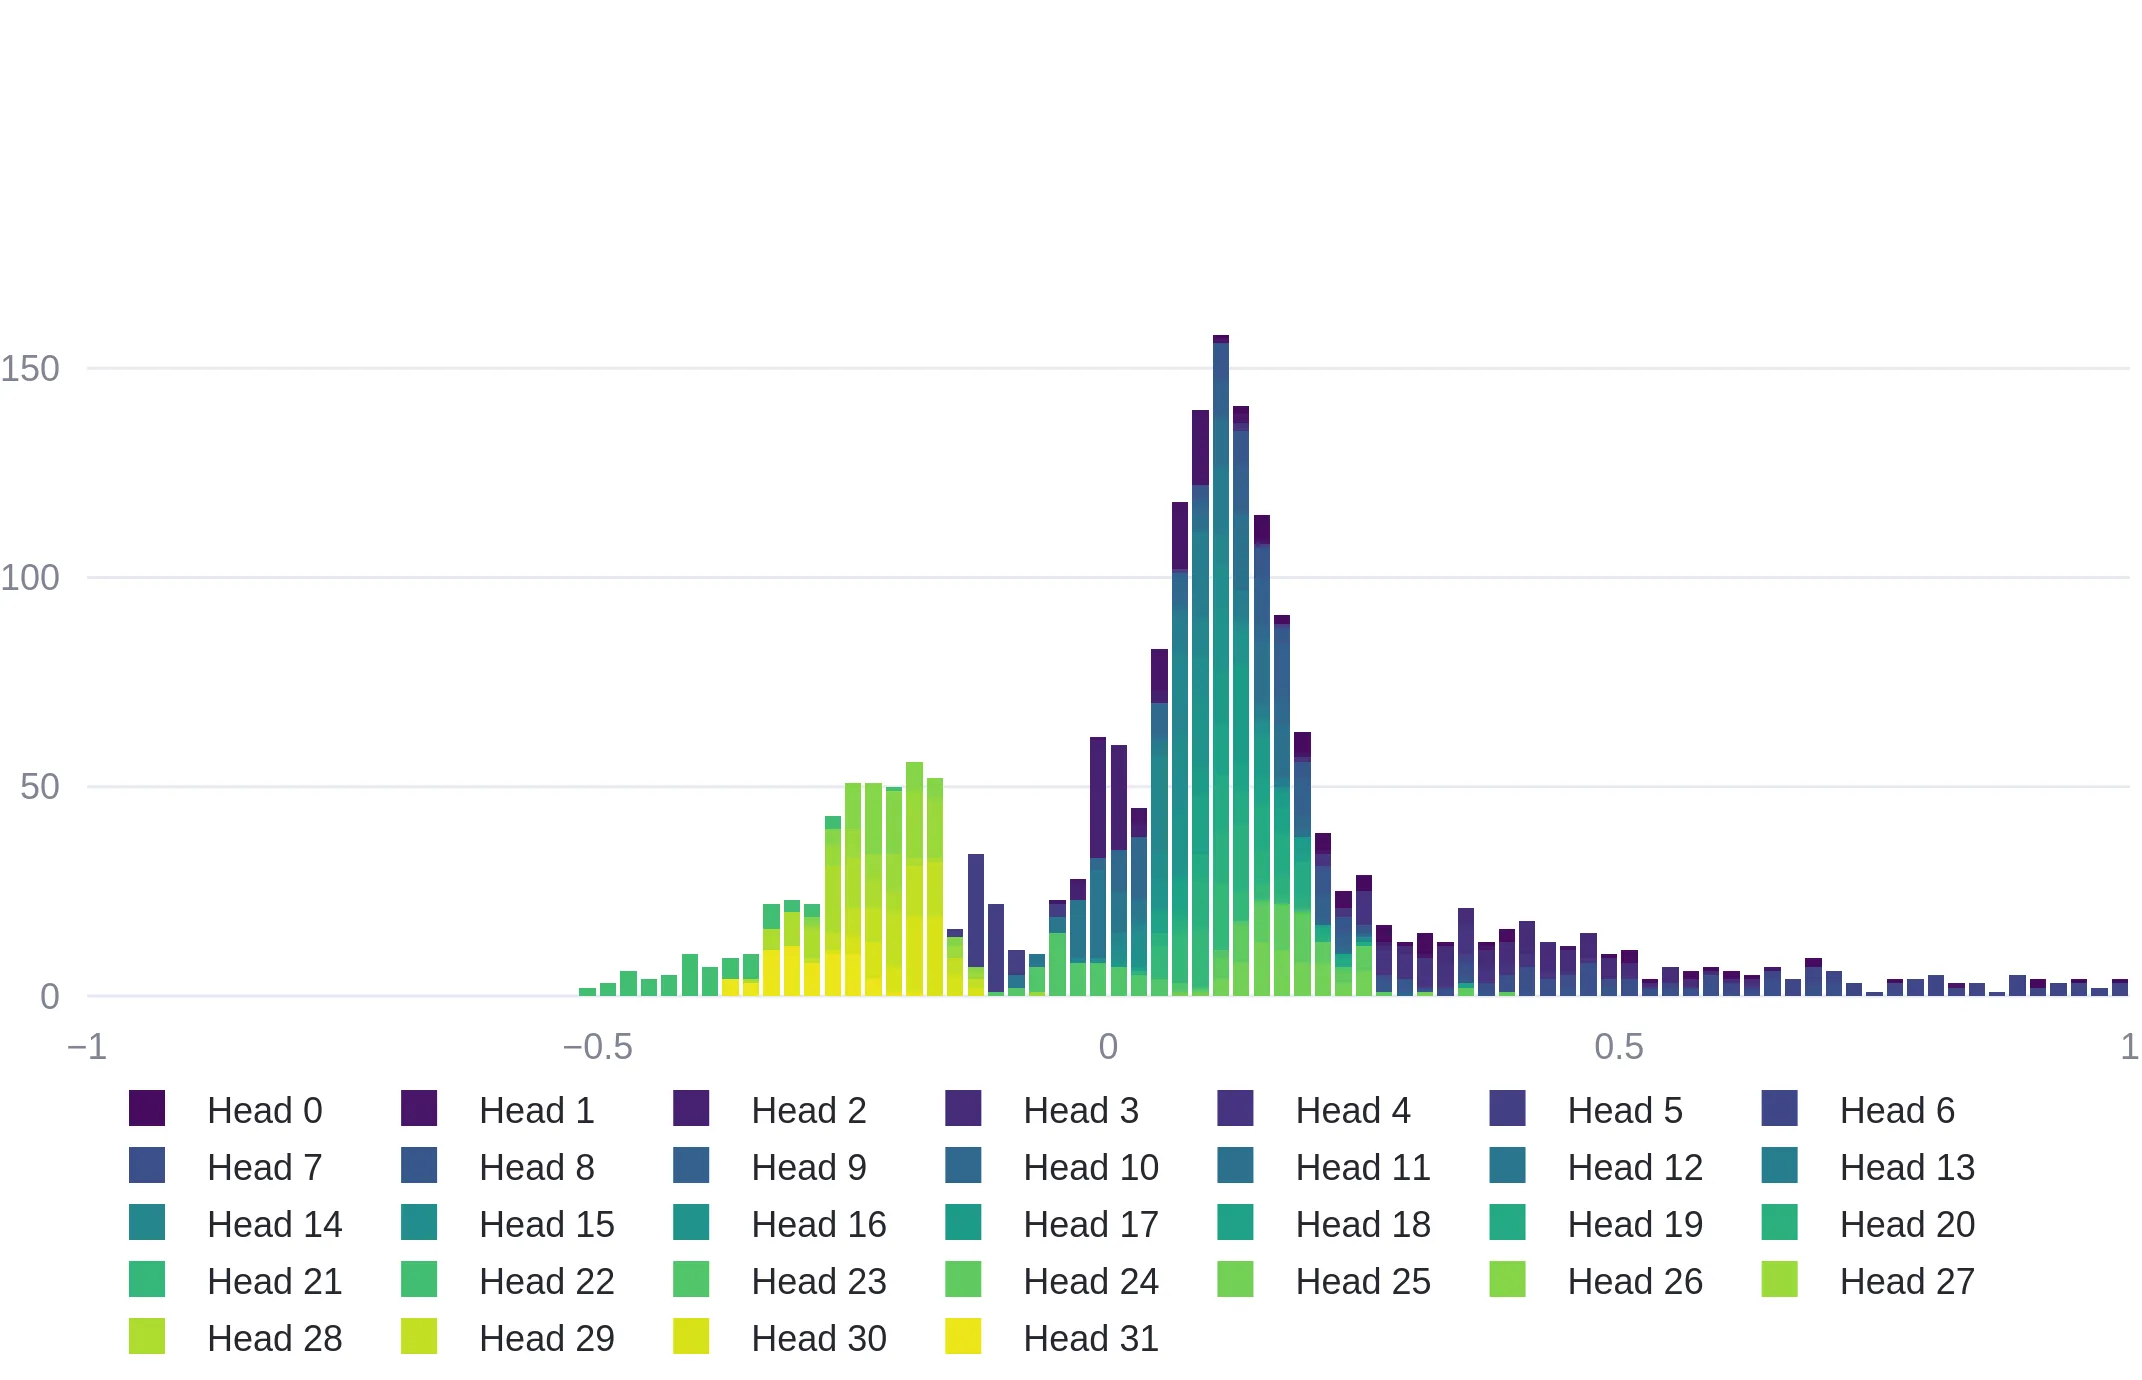 150
100
50
0
−1 −0.5 0 0.5 1
Head 0 Head 1 Head 2 Head 3 Head 4 Head 5 Head 6
Head 7 Head 8 Head 9 Head 10 Head 11 Head 12 Head 13
Head 14 Head 15 Head 16 Head 17 Head 18 Head 19 Head 20
Head 21 Head 22 Head 23 Head 24 Head 25 Head 26 Head 27
Head 28 Head 29 Head 30 Head 31